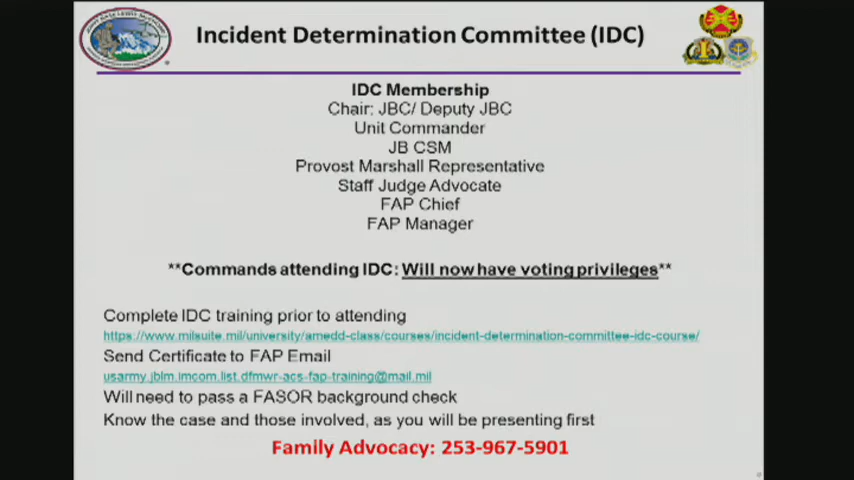 Incident Determination Committee (IDC)
IDC Membership
Chair: JBC/ Deputy JBC
Unit Commander
JB CSM
Provost Marshall Representative
Staff Judge Advocate
FAP Chief
FAP Manager
**Commands attending IDC: Will now have voting privileges**
Complete IDC training prior to attending
https://www.milsuite.mil/university/amedd-class/courses/incident-determination-committee-idc-course/
Send Certificate to FAP Email
usarmy.jblm.imcom.list.dfmwr-acs-fap-training@mail.mil
Will need to pass a FASOR background check
Know the case and those involved, as you will be presenting first
Family Advocacy: 253-967-5901